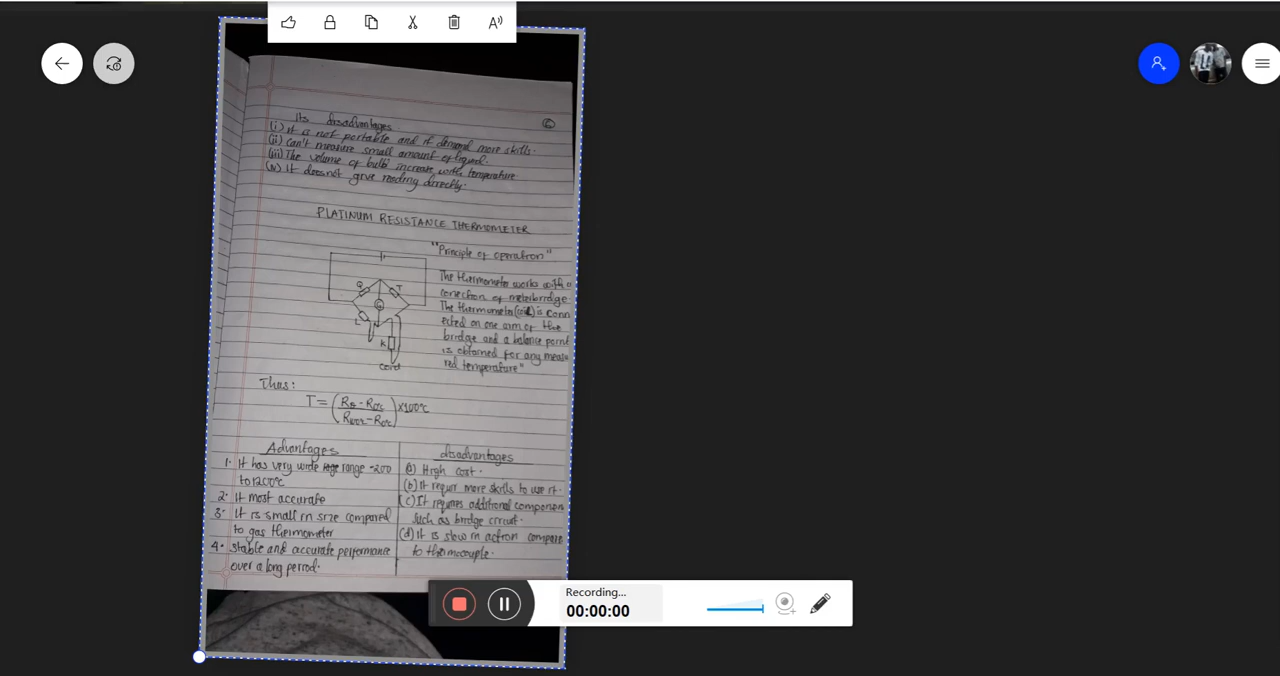 Its disadvantages
(i) it is not portable and it demand more skills.
(ii) Can't measure small amount of liquid.
(iii) The volume of bulb increase with temperature
(iv) It does not give reading directly.
PLATINUM RESISTANCE THERMOMETER
"Principle of operation"
The thermometer works with a
conection of meterbridge
The thermometer (coil) is conn
ected on one arm of the
bridge and a balance point
is obtained for any measu
red temperature"
Q
T
G
L
K
Thus:
T = (Rθ - R0°C / R100°C - R0°C) x100°C
Advantages
1. It has very wide range -200
to 1200°C
2. It most accurate
3. It is small in size compared
to gas thermometer
4. stable and accurate performance
over a long period.
disadvantages
(a) High cost.
(b) It requir more skills to use it.
(c) It requires additional componen
such as bridge circuit.
(d) it is slow in action compare
to thermocouple.
Recording...
00:00:00